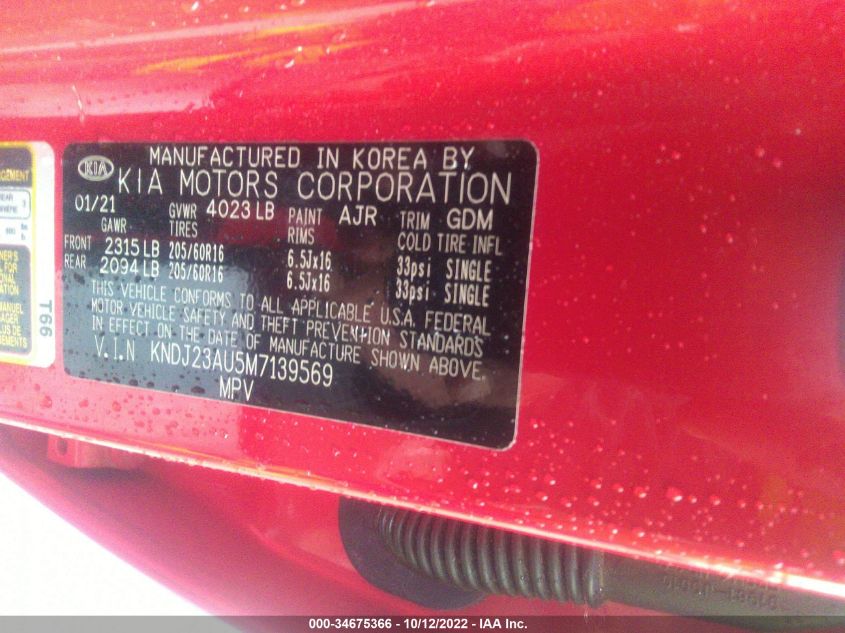 KIA
MANUFACTURED IN KOREA BY
KIA MOTORS CORPORATION
01/21 GVWR 4023 LB PAINT AJR TRIM GDM
GAWR TIRES RIMS COLD TIRE INFL
FRONT 2315 LB 205/60R16 6.5Jx16 33psi SINGLE
REAR 2094 LB 205/60R16 6.5Jx16 33psi SINGLE
THIS VEHICLE CONFORMS TO ALL APPLICABLE U.S.A. FEDERAL
MOTOR VEHICLE SAFETY AND THEFT PREVENTION STANDARDS
IN EFFECT ON THE DATE OF MANUFACTURE SHOWN ABOVE.
V.I.N KNDJ23AU5M7139569
MPV
T66
000-34675366 - 10/12/2022 - IAA Inc.